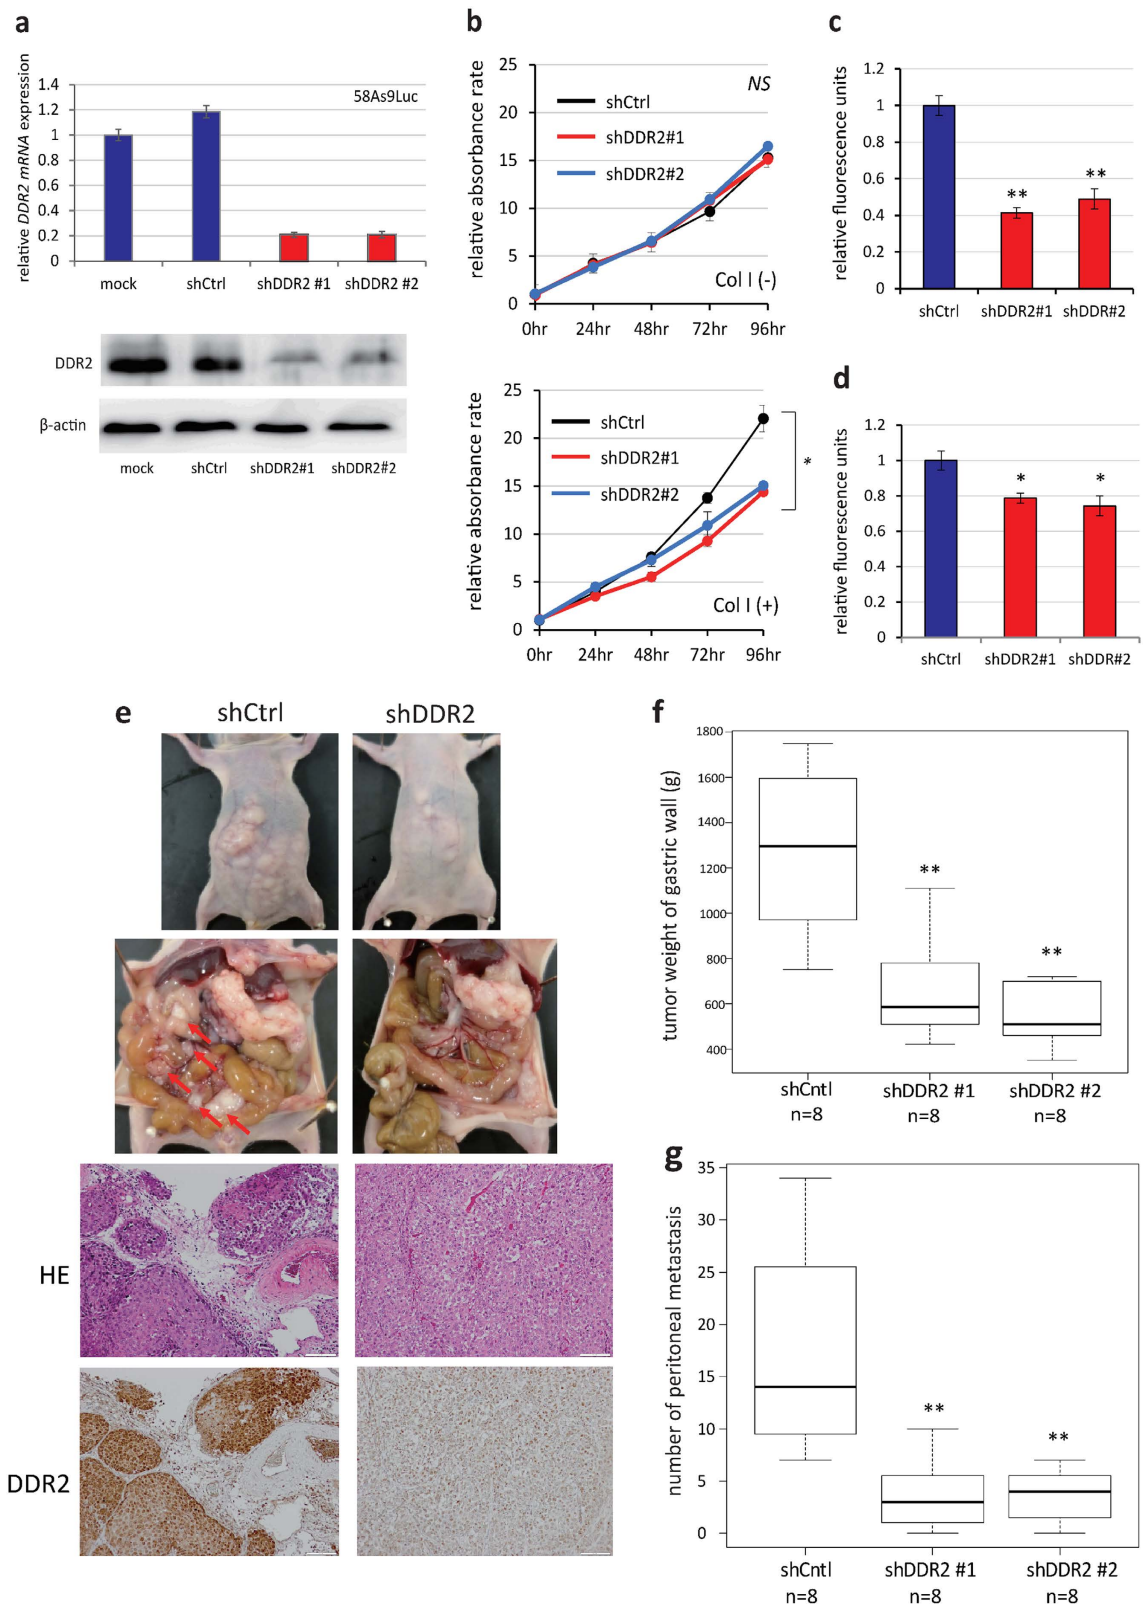 a
relative DDR2 mRNA expression
1.4
1.2
1
0.8
0.6
0.4
0.2
0
58As9Luc
mock shCtrl shDDR2 #1 shDDR2 #2
DDR2
β-actin
mock shCtrl shDDR2#1 shDDR2#2
b
relative absorbance rate
25
20
15
10
5
0
NS
shCtrl
shDDR2#1
shDDR2#2
Col I (-)
0hr 24hr 48hr 72hr 96hr
relative absorbance rate
25
20
15
10
5
0
shCtrl
shDDR2#1
shDDR2#2
*
Col I (+)
0hr 24hr 48hr 72hr 96hr
c
relative fluorescence units
1.2
1
0.8
0.6
0.4
0.2
0
** **
shCtrl shDDR2#1 shDDR#2
d
relative fluorescence units
1.2
1
0.8
0.6
0.4
0.2
0
* *
shCtrl shDDR2#1 shDDR#2
e
shCtrl shDDR2
HE
DDR2
f
tumor weight of gastric wall (g)
1800
1600
1400
1200
1000
800
600
400
**
**
shCntl shDDR2 #1 shDDR2 #2
n=8 n=8 n=8
g
number of peritoneal metastasis
35
30
25
20
15
10
5
0
**
**
shCntl shDDR2 #1 shDDR2 #2
n=8 n=8 n=8